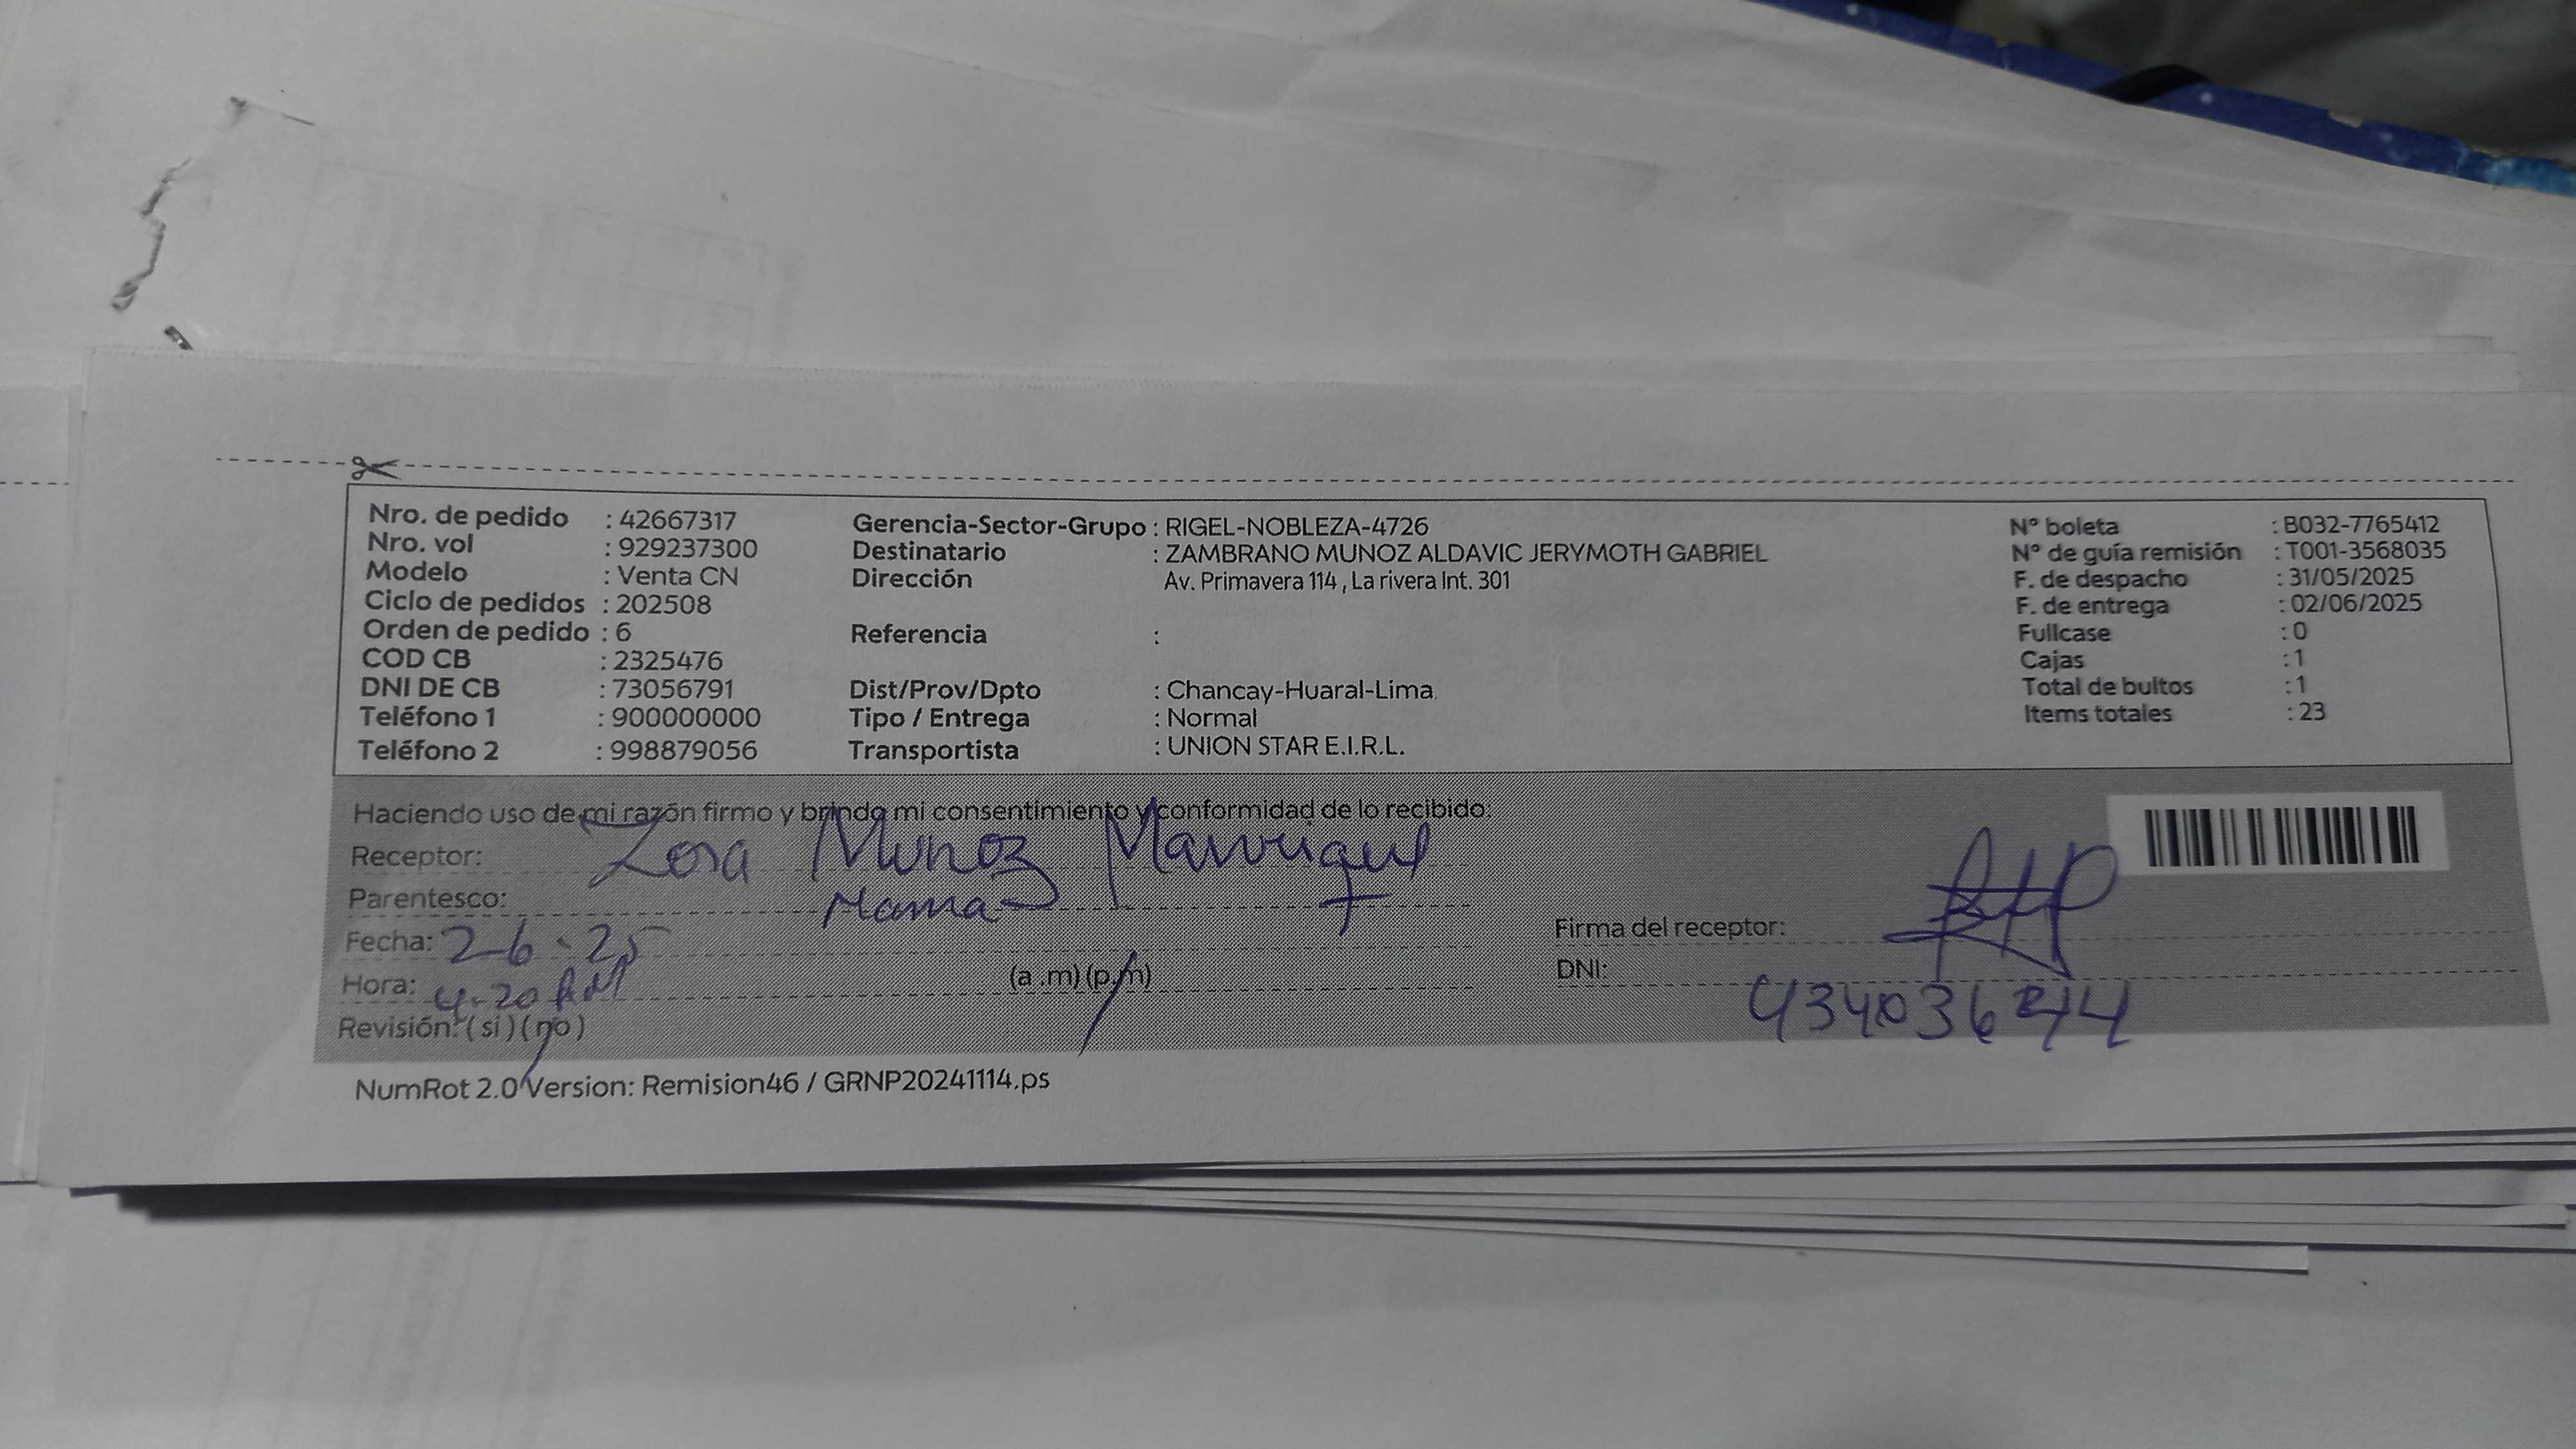 Nro. de pedido : 42667317
Nro. vol : 929237300
Modelo : Venta CN
Ciclo de pedidos : 202508
Orden de pedido : 6
COD CB : 2325476
DNI DE CB : 73056791
Teléfono 1 : 900000000
Teléfono 2 : 998879056
Gerencia-Sector-Grupo : RIGEL-NOBLEZA-4726
Destinatario : ZAMBRANO MUNOZ ALDAVIC JERYMOTH GABRIEL
Dirección Av. Primavera 114 , La rivera Int. 301
Referencia :
Dist/Prov/Dpto : Chancay-Huaral-Lima
Tipo / Entrega : Normal
Transportista : UNION STAR E.I.R.L.
N° boleta : B032-7765412
N° de guía remisión : T001-3568035
F. de despacho : 31/05/2025
F. de entrega : 02/06/2025
Fullcase : 0
Cajas : 1
Total de bultos : 1
Items totales : 23
Haciendo uso de mi razón firmo y brindo mi consentimiento y conformidad de lo recibido:
Receptor: Munoz
Parentesco: Mama
Fecha: 2-6-25
Hora: 4-20 (a .m) (p/m)
Revisión: (si) (no)
Firma del receptor:
DNI:
NumRot 2.0 Version: Remision46 / GRNP20241114.ps